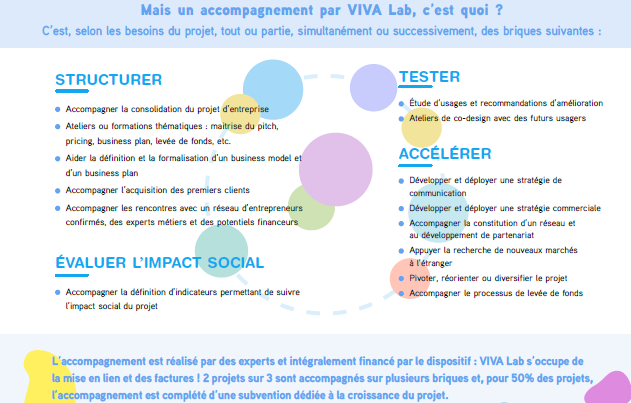 Mais un accompagnement par VIVA Lab, c'est quoi ?
C'est, selon les besoins du projet, tout ou partie, simultanément ou successivement, des briques suivantes :
STRUCTURER
Accompagner la consolidation du projet d'entreprise
Ateliers ou formations thématiques : maitrise du pitch,
pricing, business plan, levée de fonds, etc.
Aider la définition et la formalisation d'un business model et
d'un business plan
Accompagner l'acquisition des premiers clients
Accompagner les rencontres avec un réseau d'entrepreneurs
confirmés, des experts métiers et des potentiels financeurs
ÉVALUER L'IMPACT SOCIAL
Accompagner la définition d'indicateurs permettant de suivre
l'impact social du projet
TESTER
Étude d'usages et recommandations d'amélioration
Ateliers de co-design avec des futurs usagers
ACCÉLÉRER
Développer et déployer une stratégie de
communication
Développer et déployer une stratégie commerciale
Accompagner la constitution d'un réseau et
au développement de partenariat
Appuyer la recherche de nouveaux marchés
à l'étranger
Pivoter, réorienter ou diversifier le projet
Accompagner le processus de levée de fonds
L'accompagnement est réalisé par des experts et intégralement financé par le dispositif : VIVA Lab s'occupe de
la mise en lien et des factures ! 2 projets sur 3 sont accompagnés sur plusieurs briques et, pour 50% des projets,
l'accompagnement est complété d'une subvention dédiée à la croissance du projet.